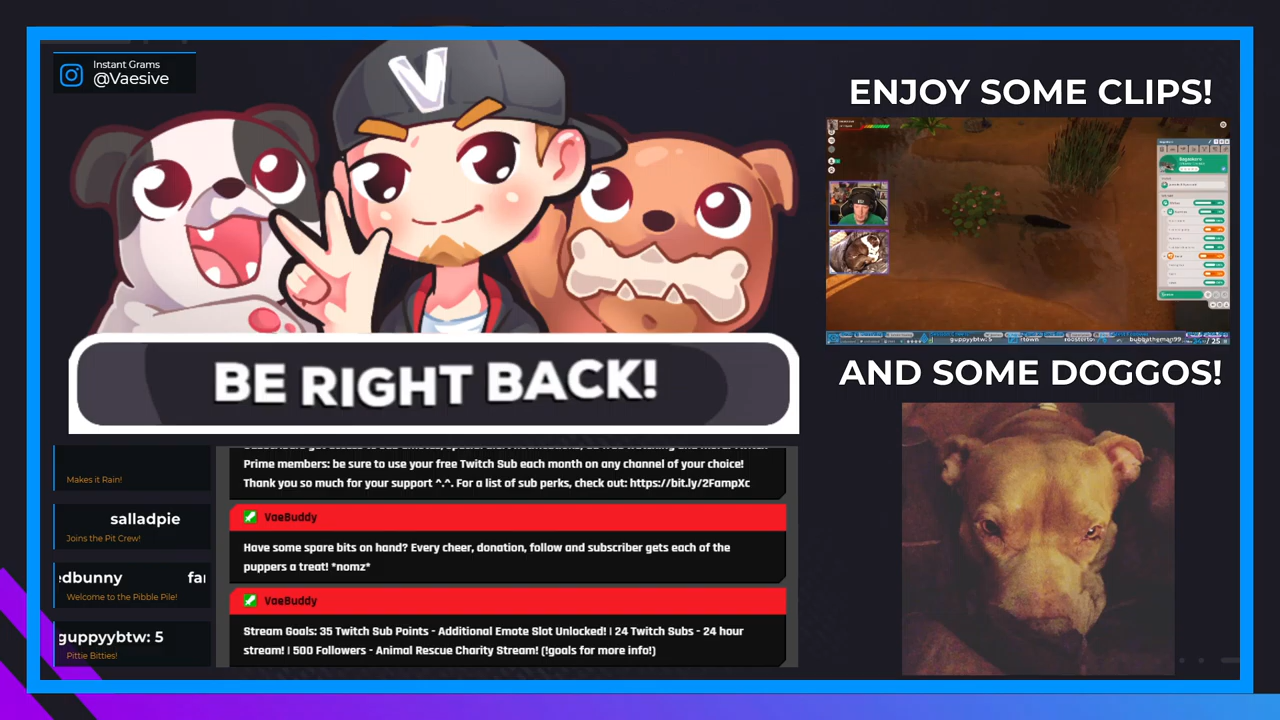 Instant Grams
@Vaesive
V
BE RIGHT BACK!
ENJOY SOME CLIPS!
guppyybtw: 5
bubbatheman99
/ 25
AND SOME DOGGOS!
Makes it Rain!
salladpie
Joins the Pit Crew!
edbunny
Welcome to the Pibble Pile!
guppyybtw: 5
Pittie Bitties!
Prime members: be sure to use your free Twitch Sub each month on any channel of your choice!
Thank you so much for your support ^.^. For a list of sub perks, check out: https://bit.ly/2FampXc
VaeBuddy
Have some spare bits on hand? Every cheer, donation, follow and subscriber gets each of the
puppers a treat! *nomz*
VaeBuddy
Stream Goals: 35 Twitch Sub Points - Additional Emote Slot Unlocked! | 24 Twitch Subs - 24 hour
stream! | 500 Followers - Animal Rescue Charity Stream! (!goals for more info!)